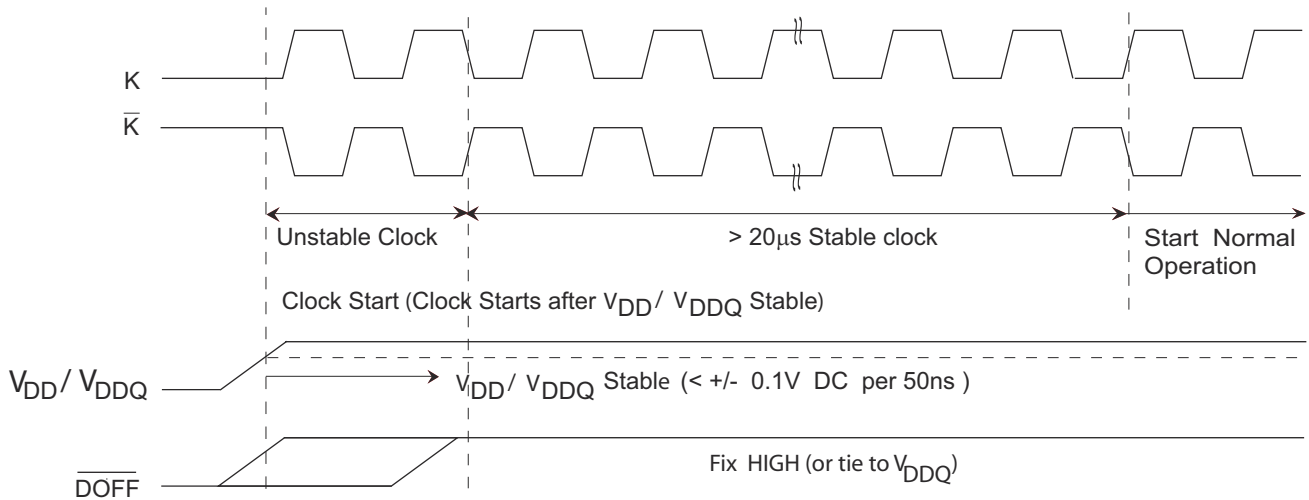 K
K̅
Unstable Clock
> 20μs Stable clock
Start Normal
Operation
Clock Start (Clock Starts after VDD / VDDQ Stable)
VDD / VDDQ
VDD / VDDQ Stable (< +/- 0.1V DC per 50ns )
D̅O̅F̅F̅
Fix HIGH (or tie to VDDQ)